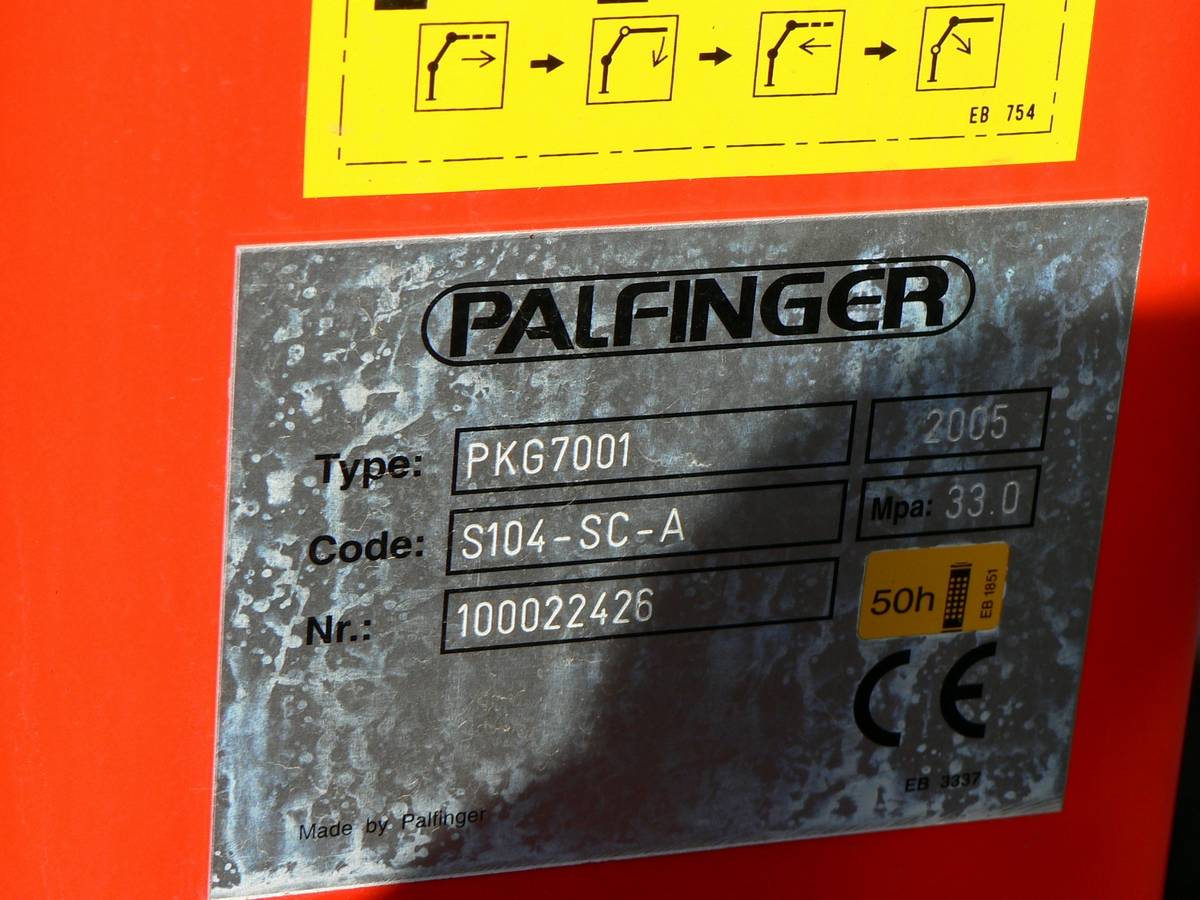 EB 754
PALFINGER
Type: PKG7001 2005
Code: S104-SC-A Mpa: 33.0
Nr.: 100022426
50h EB 1851
CE
EB 3337
Made by Palfinger